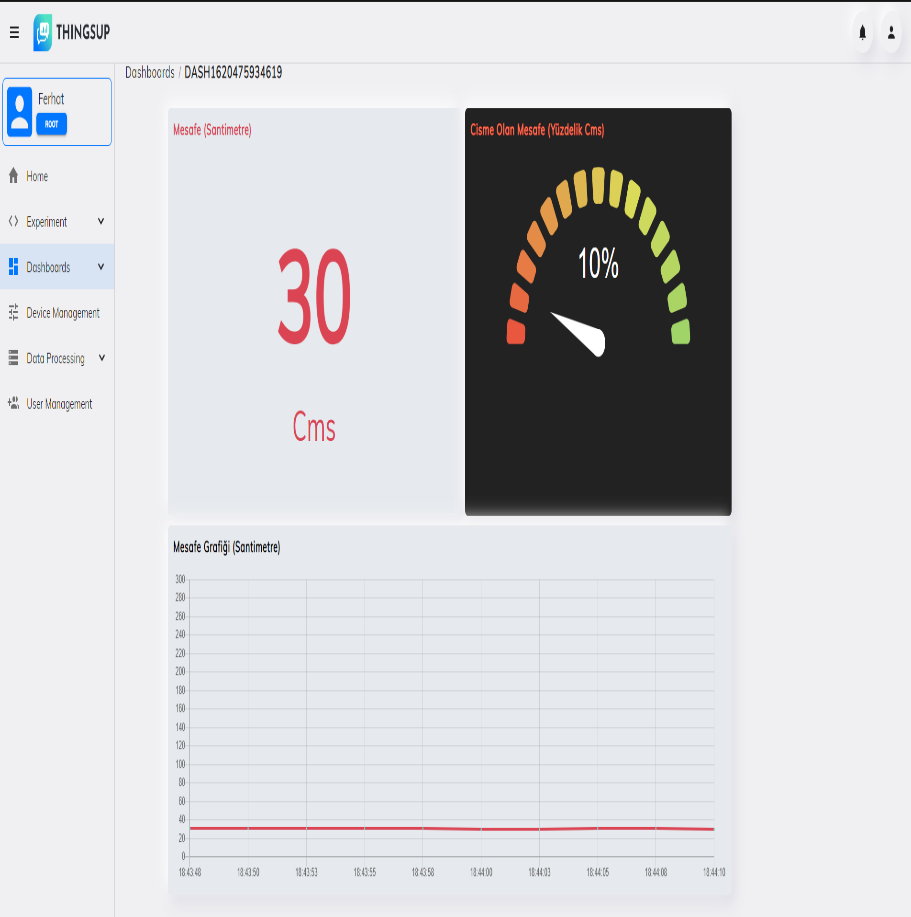 THINGSUP
Dashboards / DASH1620475934619
Ferhat
ROOT
Home
Experiment
Dashboards
Device Management
Data Processing
User Management
Mesafe (Santimetre)
30
Cms
Cisme Olan Mesafe (Yüzdelik Cms)
10%
Mesafe Grafiği (Santimetre)
300
280
260
240
220
200
180
160
140
120
100
80
60
40
20
0
18:43:48 18:43:50 18:43:53 18:43:55 18:43:58 18:44:00 18:44:03 18:44:05 18:44:08 18:44:10